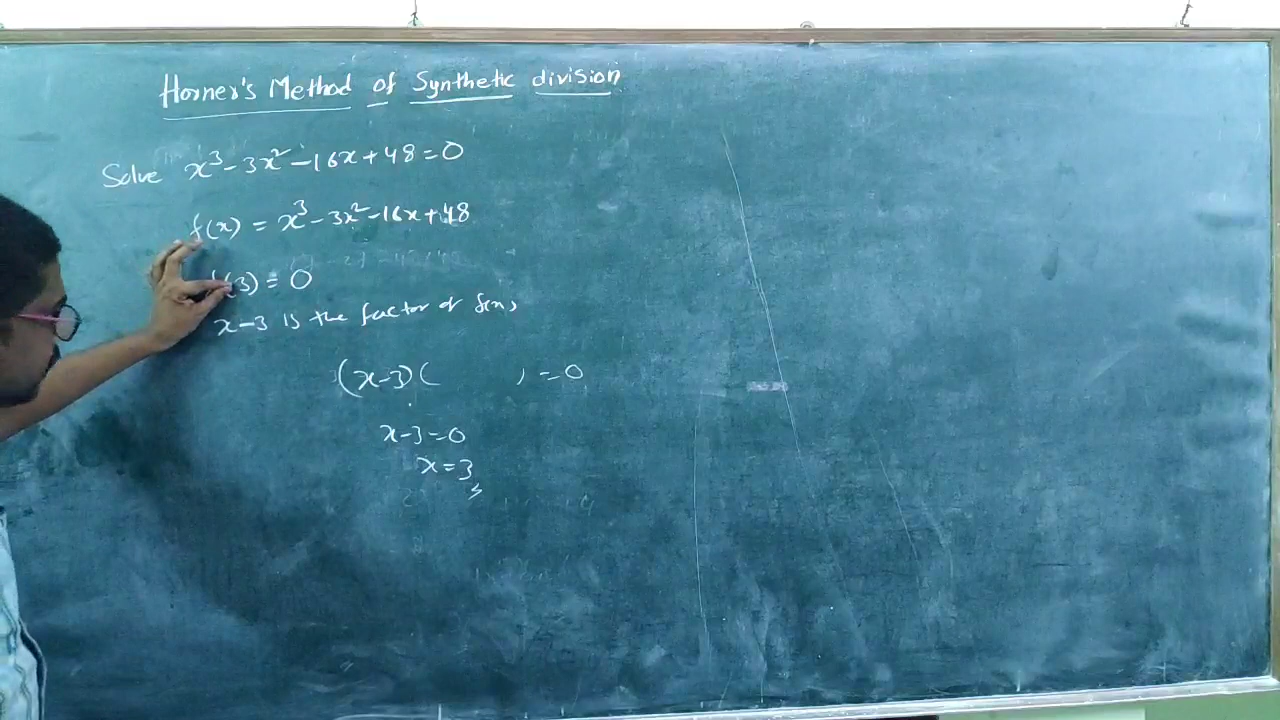 Horner's Method of Synthetic division
Solve x³ - 3x² - 16x + 48 = 0
f(x) = x³ - 3x² - 16x + 48
f(3) = 0
x-3 is the factor of f(x)
(x-3)( ) = 0
x-3=0
x=3